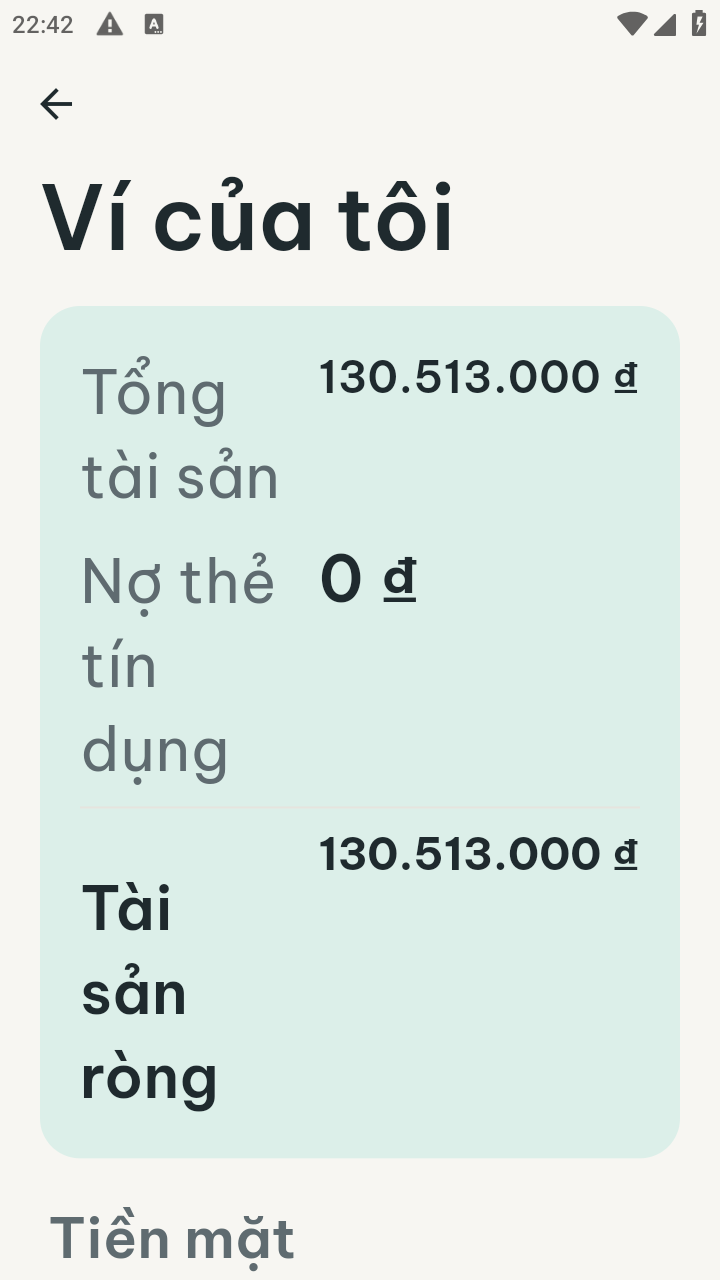 22:42
Ví của tôi
Tổng
tài sản
130.513.000 ₫
Nợ thẻ
tín
dụng
0 ₫
Tài
sản
ròng
130.513.000 ₫
Tiền mặt